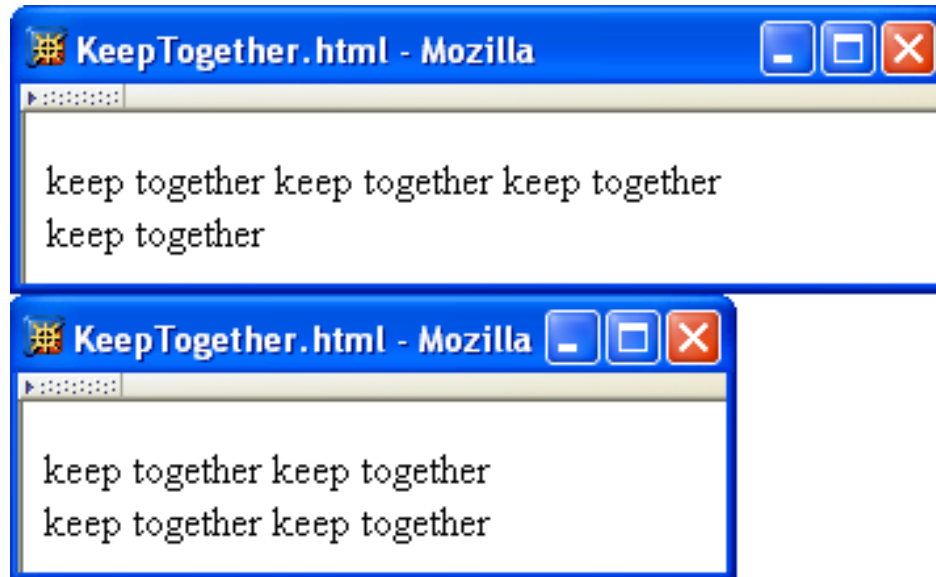 KeepTogether.html - Mozilla
keep together keep together keep together
keep together
KeepTogether.html - Mozilla
keep together keep together
keep together keep together